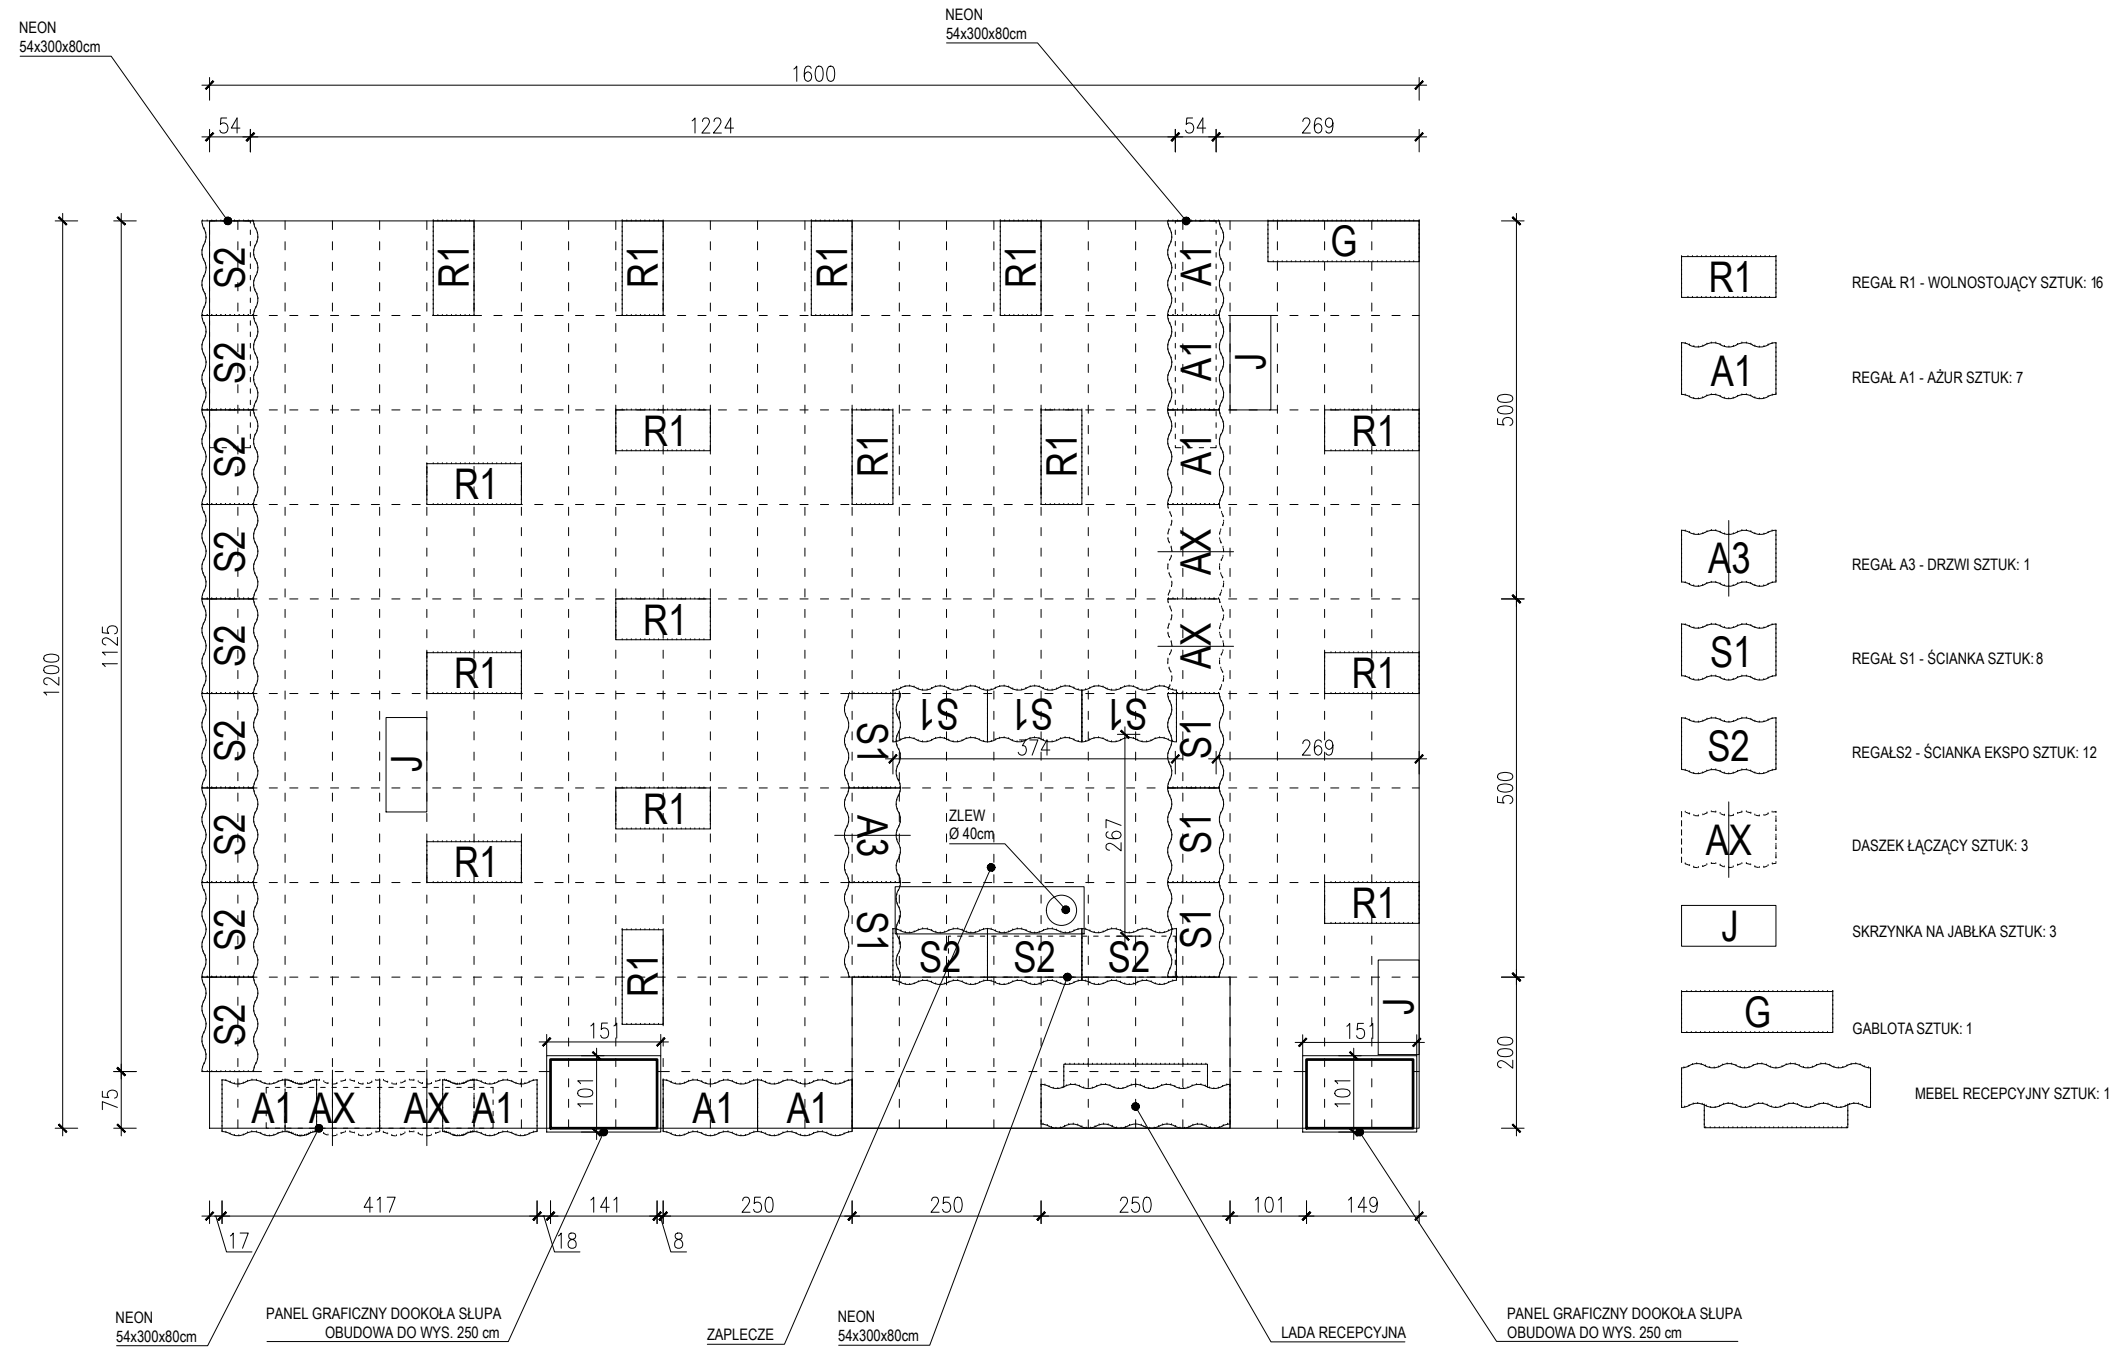 NEON
54x300x80cm
NEON
54x300x80cm
1600
54
1224
54
269
S2
R1
R1
R1
R1
A1
G
S2
A1
J
S2
R1
R1
R1
R1
A1
R1
S2
AX
S2
R1
R1
AX
R1
S2
J
S1
S1
S1
S1
S1
374
269
S2
R1
R1
A3
ZLEW
Ø 40cm
267
S1
R1
S2
R1
S1
S2
S2
S2
S1
J
S2
151
101
151
101
A1
AX
AX
A1
A1
A1
1200
1125
75
500
500
200
417
141
250
250
250
101
149
17
18
8
NEON
54x300x80cm
PANEL GRAFICZNY DOOKOŁA SŁUPA
OBUDOWA DO WYS. 250 cm
ZAPLECZE
NEON
54x300x80cm
LADA RECEPCYJNA
PANEL GRAFICZNY DOOKOŁA SŁUPA
OBUDOWA DO WYS. 250 cm
R1
REGAŁ R1 - WOLNOSTOJĄCY SZTUK: 16
A1
REGAŁ A1 - AŻUR SZTUK: 7
A3
REGAŁ A3 - DRZWI SZTUK: 1
S1
REGAŁ S1 - ŚCIANKA SZTUK: 8
S2
REGAŁS2 - ŚCIANKA EKSPO SZTUK: 12
AX
DASZEK ŁĄCZĄCY SZTUK: 3
J
SKRZYNKA NA JABŁKA SZTUK: 3
G
GABLOTA SZTUK: 1
MEBEL RECEPCYJNY SZTUK: 1